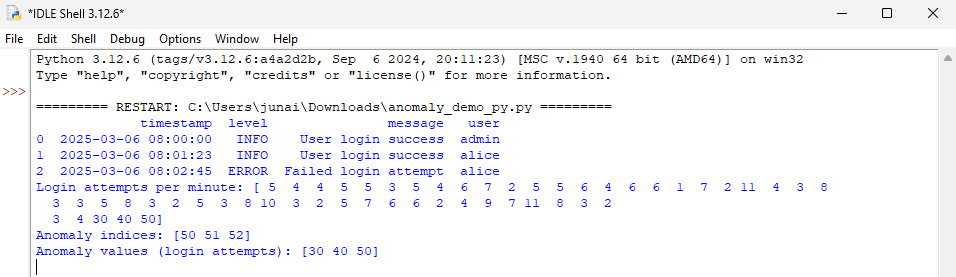 *IDLE Shell 3.12.6*
File Edit Shell Debug Options Window Help
Python 3.12.6 (tags/v3.12.6:a4a2d2b, Sep  6 2024, 20:11:23) [MSC v.1940 64 bit (AMD64)] on win32
Type "help", "copyright", "credits" or "license()" for more information.
>>>
========= RESTART: C:\Users\junai\Downloads\anomaly_demo_py.py =========
             timestamp  level               message   user
0  2025-03-06 08:00:00   INFO    User login success  admin
1  2025-03-06 08:01:23   INFO    User login success  alice
2  2025-03-06 08:02:45  ERROR  Failed login attempt  alice
Login attempts per minute: [ 5  4  4  5  5  3  5  4  6  7  2  5  5  6  4  6  6  1  7  2 11  4  3  8
  3  3  5  8  3  2  5  3  8 10  3  2  5  7  6  6  2  4  9  7 11  8  3  2
  3  4 30 40 50]
Anomaly indices: [50 51 52]
Anomaly values (login attempts): [30 40 50]